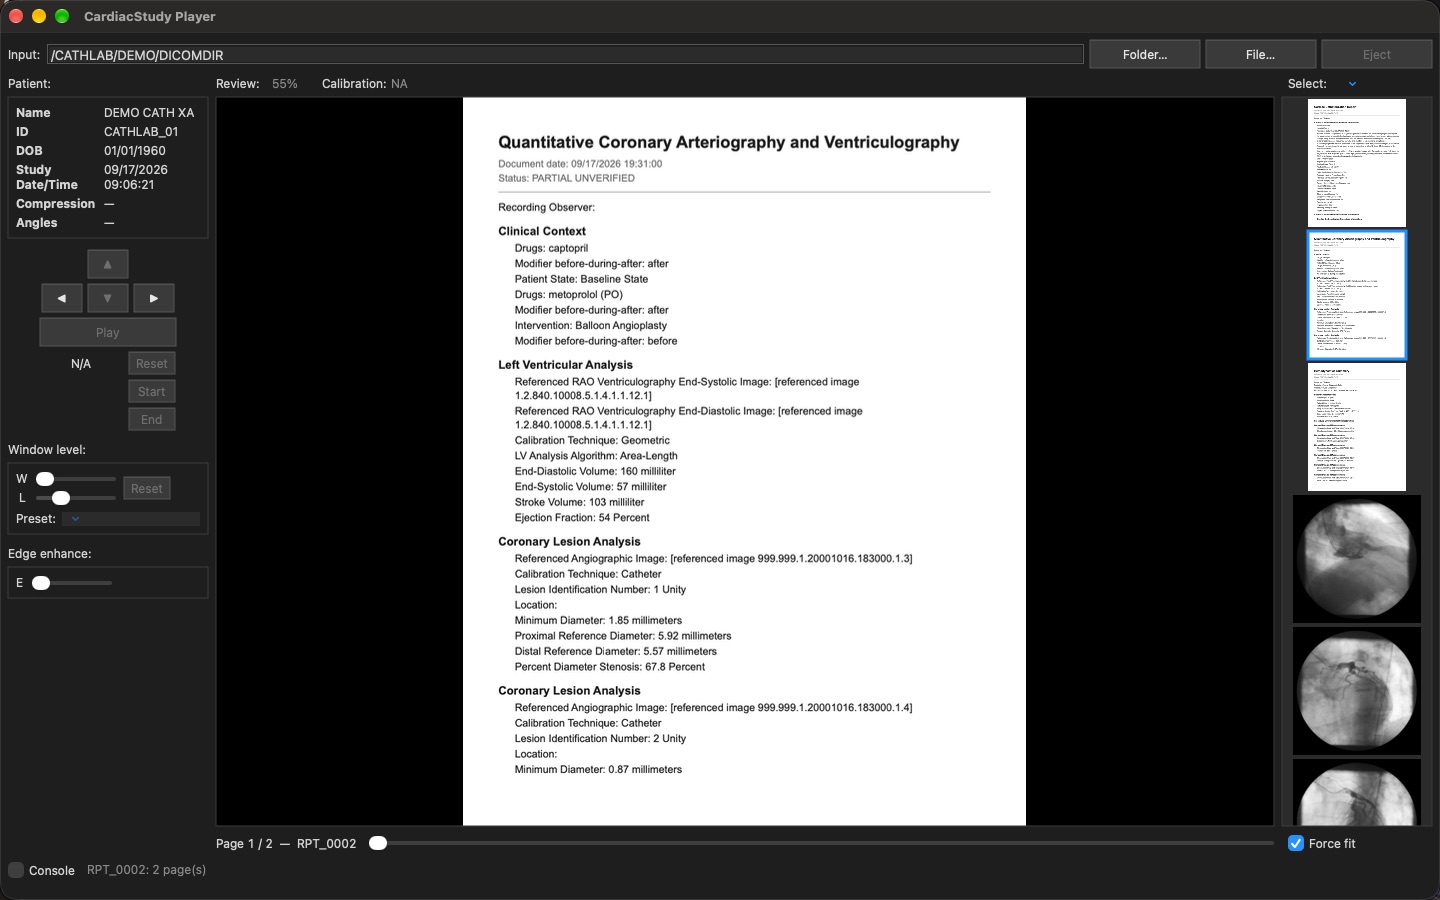 CardiacStudy Player
Input: /CATHLAB/DEMO/DICOMDIR Folder... File... Eject
Patient: Review: 55% Calibration: NA Select:
Name DEMO CATH XA
ID CATHLAB_01
DOB 01/01/1960
Study Date/Time 09/17/2026 09:06:21
Compression —
Angles —
Play
N/A Reset
Start
End
Window level:
W
L
Reset
Preset:
Edge enhance:
E
Quantitative Coronary Arteriography and Ventriculography
Document date: 09/17/2026 19:31:00
Status: PARTIAL UNVERIFIED
Recording Observer:
Clinical Context
Drugs: captopril
Modifier before-during-after: after
Patient State: Baseline State
Drugs: metoprolol (PO)
Modifier before-during-after: after
Intervention: Balloon Angioplasty
Modifier before-during-after: before
Left Ventricular Analysis
Referenced RAO Ventriculography End-Systolic Image: [referenced image
1.2.840.10008.5.1.4.1.1.12.1]
Referenced RAO Ventriculography End-Diastolic Image: [referenced image
1.2.840.10008.5.1.4.1.1.12.1]
Calibration Technique: Geometric
LV Analysis Algorithm: Area-Length
End-Diastolic Volume: 160 milliliter
End-Systolic Volume: 57 milliliter
Stroke Volume: 103 milliliter
Ejection Fraction: 54 Percent
Coronary Lesion Analysis
Referenced Angiographic Image: [referenced image 999.999.1.20001016.183000.1.3]
Calibration Technique: Catheter
Lesion Identification Number: 1 Unity
Location:
Minimum Diameter: 1.85 millimeters
Proximal Reference Diameter: 5.92 millimeters
Distal Reference Diameter: 5.57 millimeters
Percent Diameter Stenosis: 67.8 Percent
Coronary Lesion Analysis
Referenced Angiographic Image: [referenced image 999.999.1.20001016.183000.1.4]
Calibration Technique: Catheter
Lesion Identification Number: 2 Unity
Location:
Minimum Diameter: 0.87 millimeters
Page 1 / 2 — RPT_0002
Force fit
Console RPT_0002: 2 page(s)